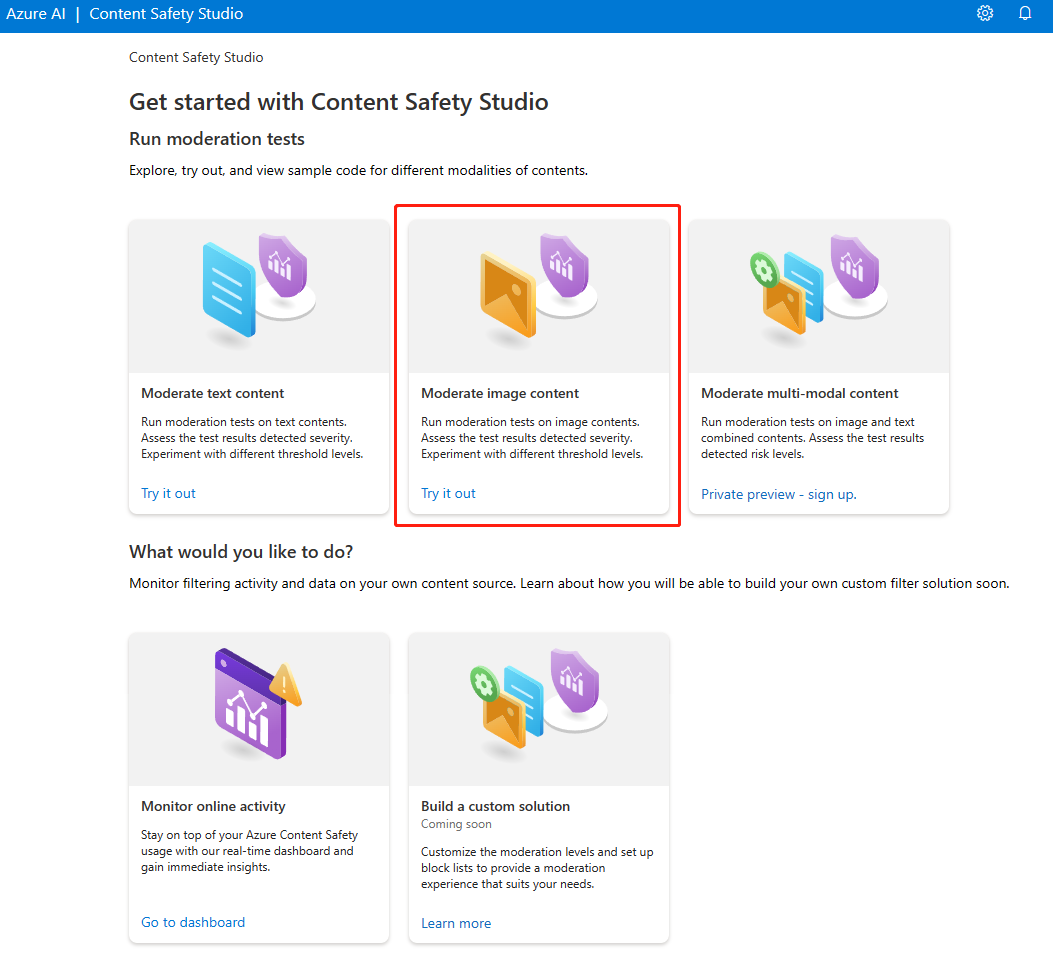 Azure AI | Content Safety Studio
Content Safety Studio
Get started with Content Safety Studio
Run moderation tests
Explore, try out, and view sample code for different modalities of contents.
Moderate text content
Run moderation tests on text contents.
Assess the test results detected severity.
Experiment with different threshold levels.
Try it out
Moderate image content
Run moderation tests on image contents.
Assess the test results detected severity.
Experiment with different threshold levels.
Try it out
Moderate multi-modal content
Run moderation tests on image and text
combined contents. Assess the test results
detected risk levels.
Private preview - sign up.
What would you like to do?
Monitor filtering activity and data on your own content source. Learn about how you will be able to build your own custom filter solution soon.
Monitor online activity
Stay on top of your Azure Content Safety
usage with our real-time dashboard and
gain immediate insights.
Go to dashboard
Build a custom solution
Coming soon
Customize the moderation levels and set up
block lists to provide a moderation
experience that suits your needs.
Learn more